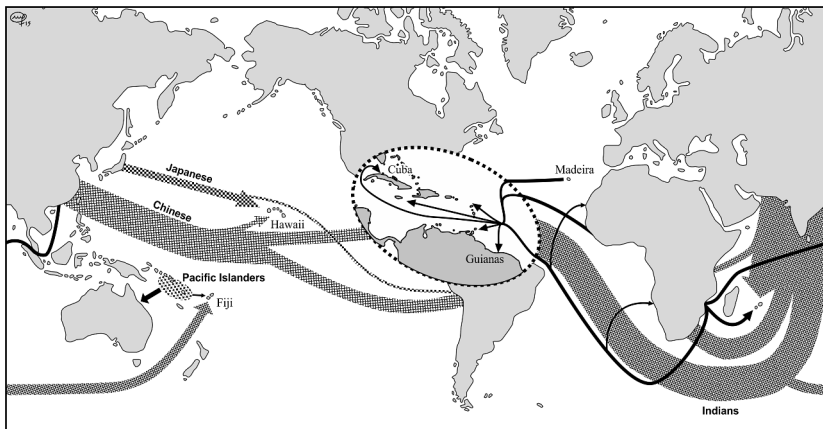 Japanese
Chinese
Hawaii
Cuba
Madeira
Guianas
Pacific Islanders
Fiji
Indians